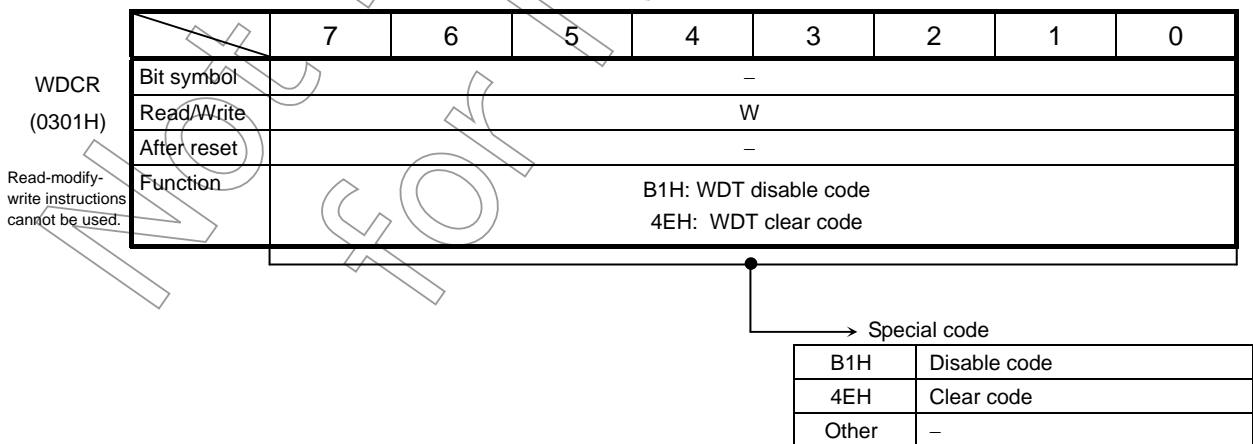 7 6 5 4 3 2 1 0
WDCR
(0301H)
Read-modify-
write instructions
cannot be used.
Bit symbol –
Read/Write W
After reset –
Function B1H: WDT disable code
4EH: WDT clear code
Special code
B1H Disable code
4EH Clear code
Other –
Not
for